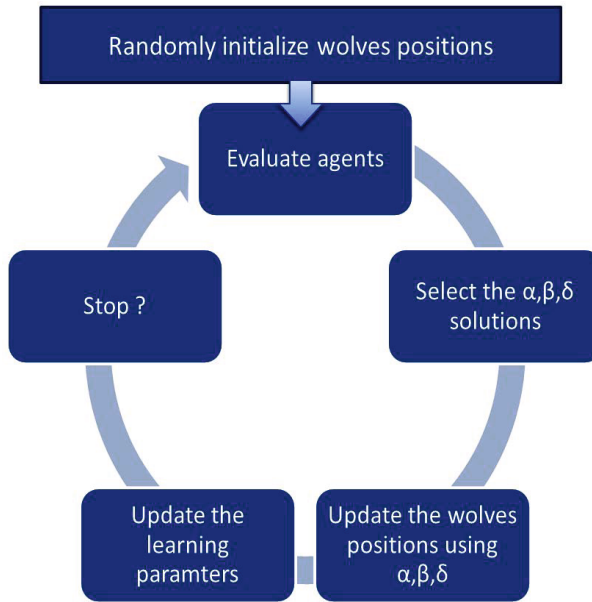 Randomly initialize wolves positions
Evaluate agents
Select the α,β,δ
solutions
Update the wolves
positions using
α,β,δ
Update the
learning
paramters
Stop ?